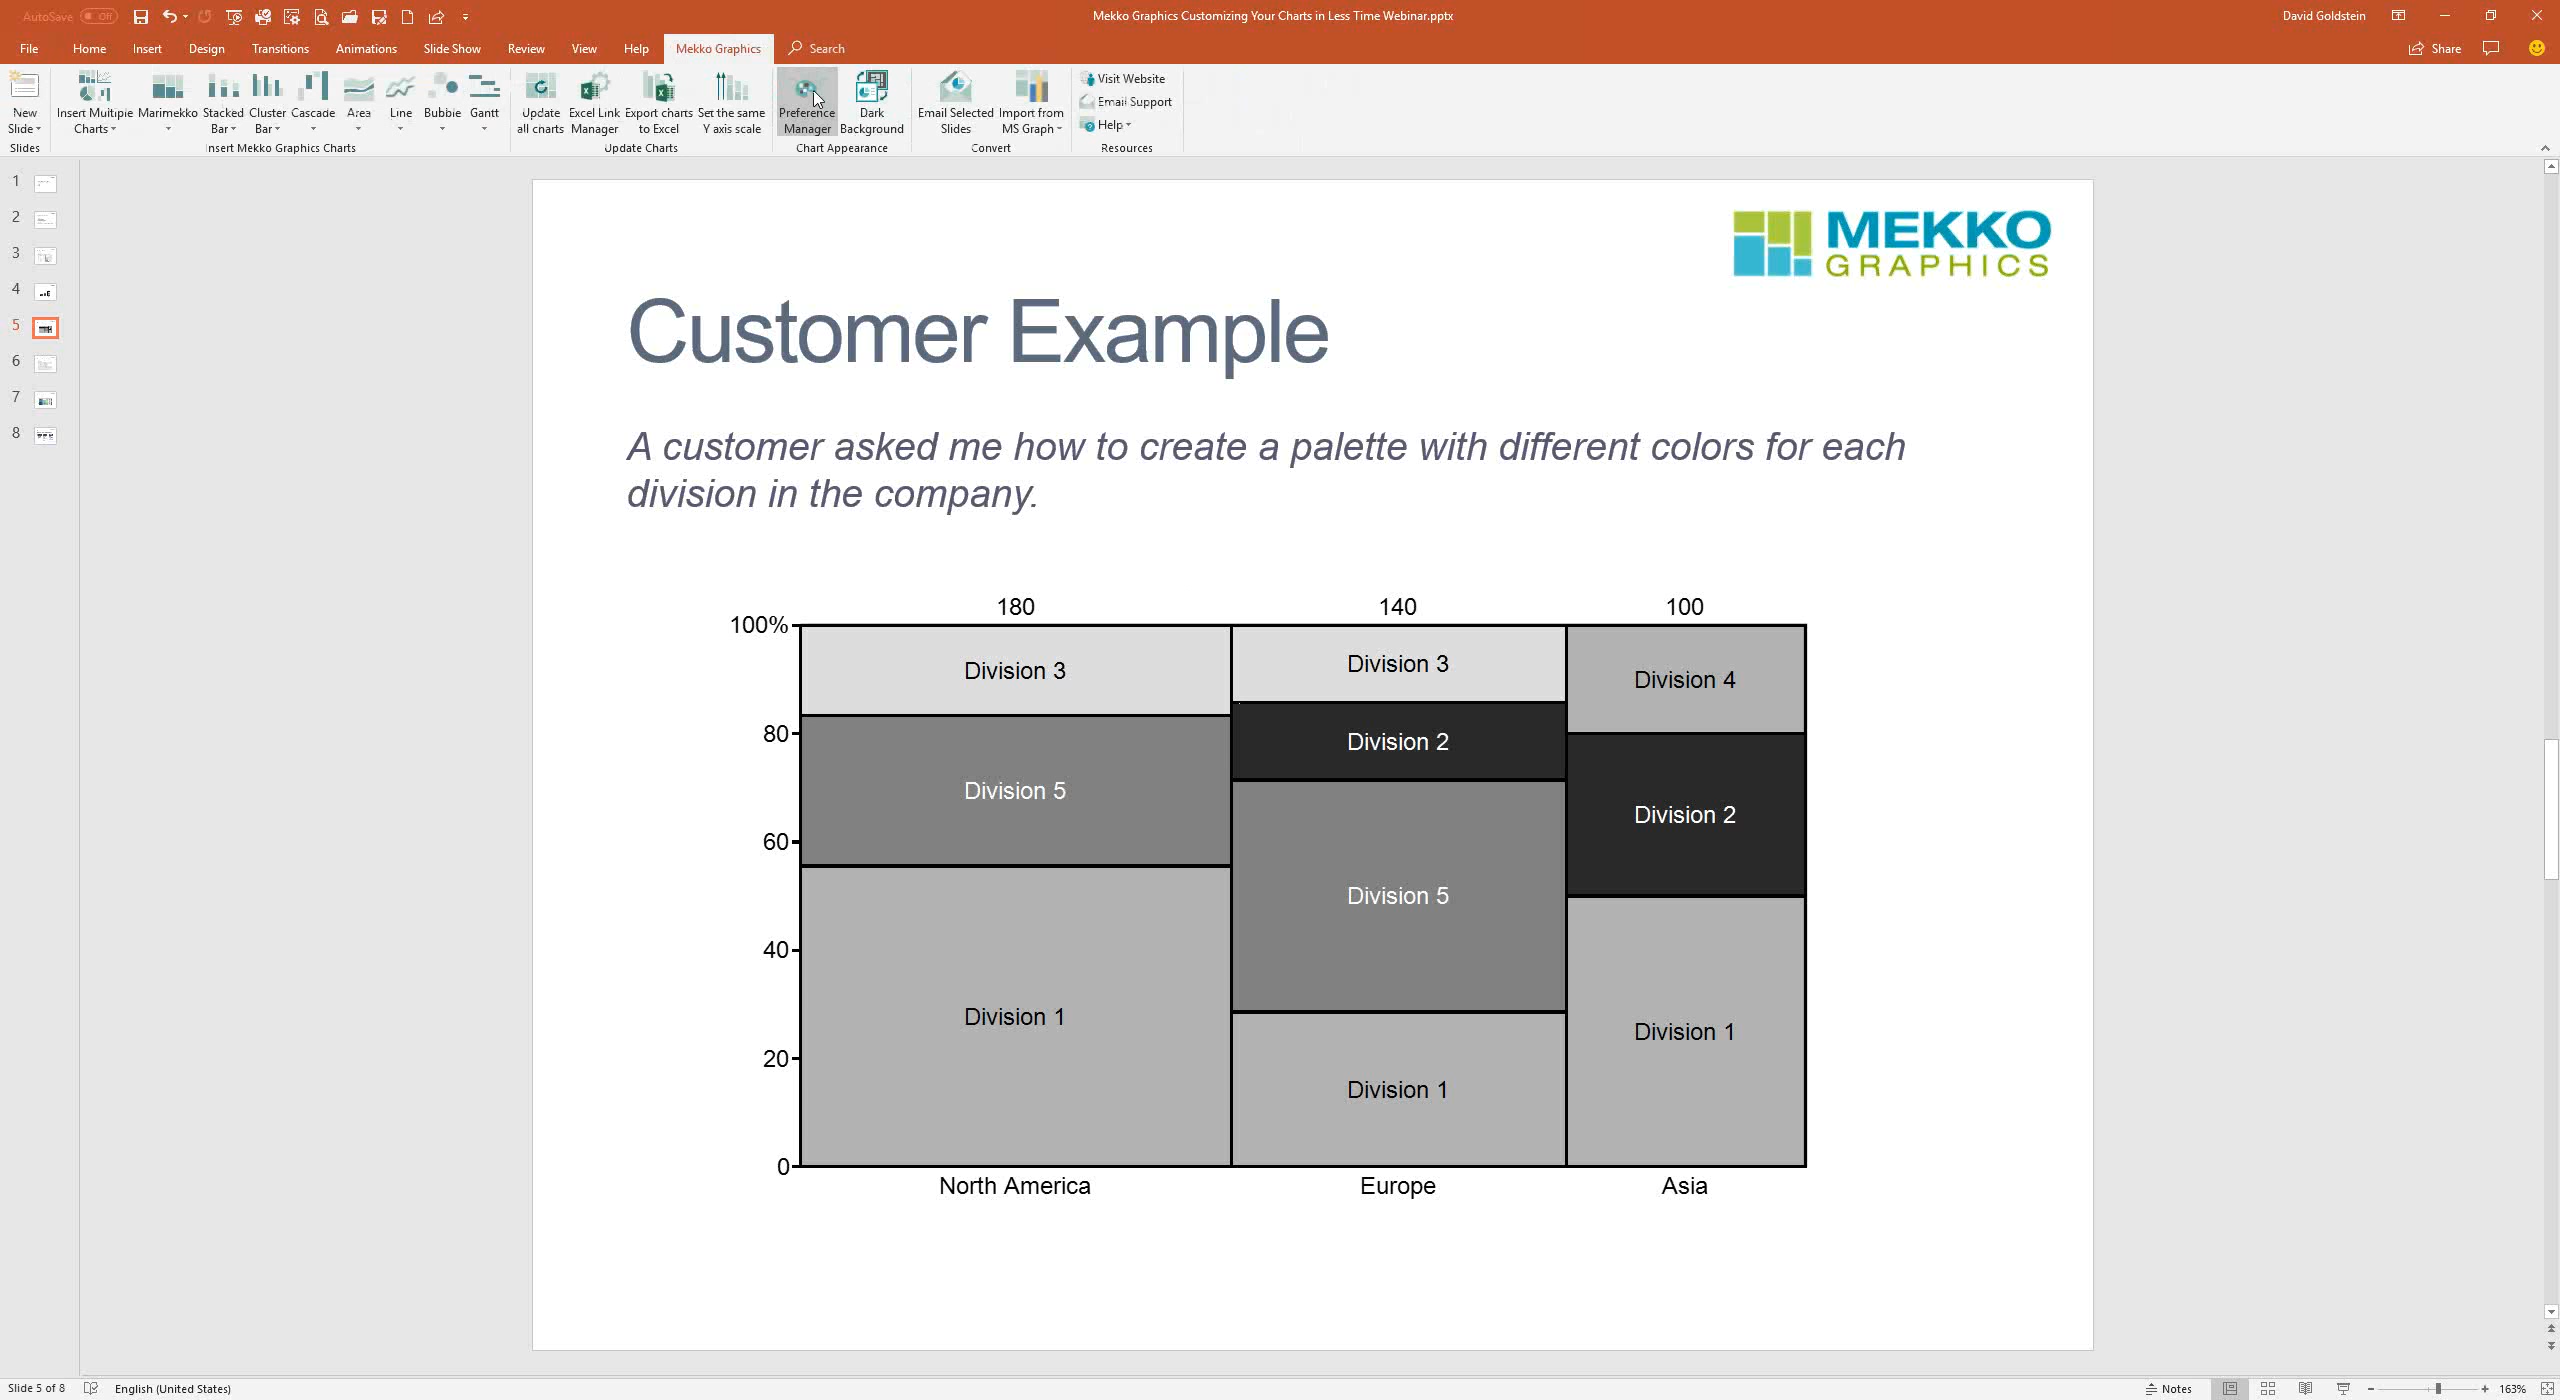 AutoSave Off
Mekko Graphics Customizing Your Charts in Less Time Webinar.pptx
David Goldstein
File Home Insert Design Transitions Animations Slide Show Review View Help Mekko Graphics Search
Share
New Slide
Insert Multiple Charts
Marimekko
Stacked Bar
Cluster Bar
Cascade
Area
Line
Bubble
Gantt
Update all charts
Excel Link Manager
Export charts to Excel
Set the same Y axis scale
Preference Manager
Dark Background
Email Selected Slides
Import from MS Graph
Visit Website
Email Support
Help
Slides
Insert Mekko Graphics Charts
Update Charts
Chart Appearance
Convert
Resources
1
2
3
4
5
6
7
8
MEKKO
GRAPHICS
Customer Example
A customer asked me how to create a palette with different colors for each
division in the company.
180 140 100
100%
80
60
40
20
0
Division 3
Division 5
Division 1
Division 3
Division 2
Division 5
Division 1
Division 4
Division 2
Division 1
North America Europe Asia
Slide 5 of 8 English (United States)
Notes
163%